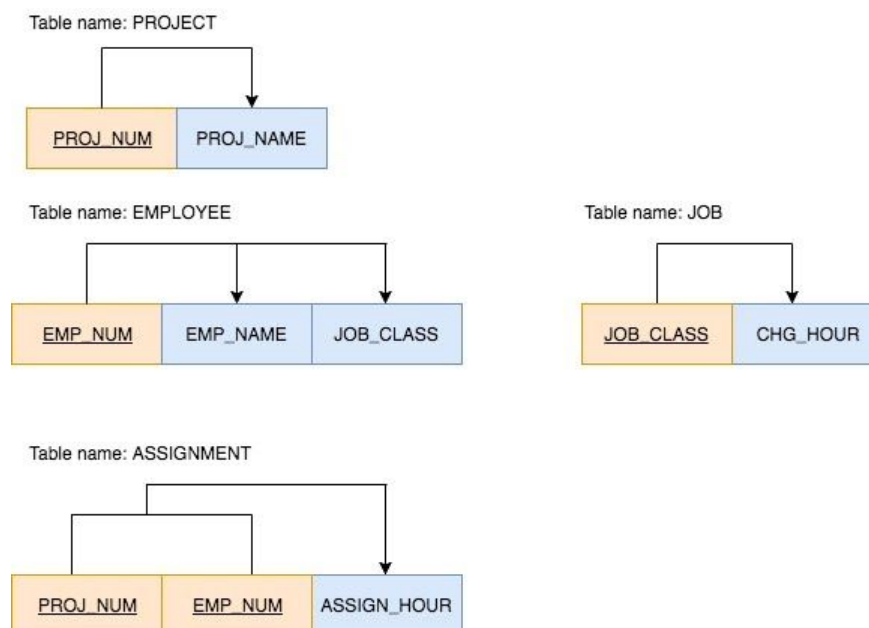 Table name: PROJECT
PROJ_NUM PROJ_NAME
Table name: EMPLOYEE
EMP_NUM EMP_NAME JOB_CLASS
Table name: JOB
JOB_CLASS CHG_HOUR
Table name: ASSIGNMENT
PROJ_NUM EMP_NUM ASSIGN_HOUR